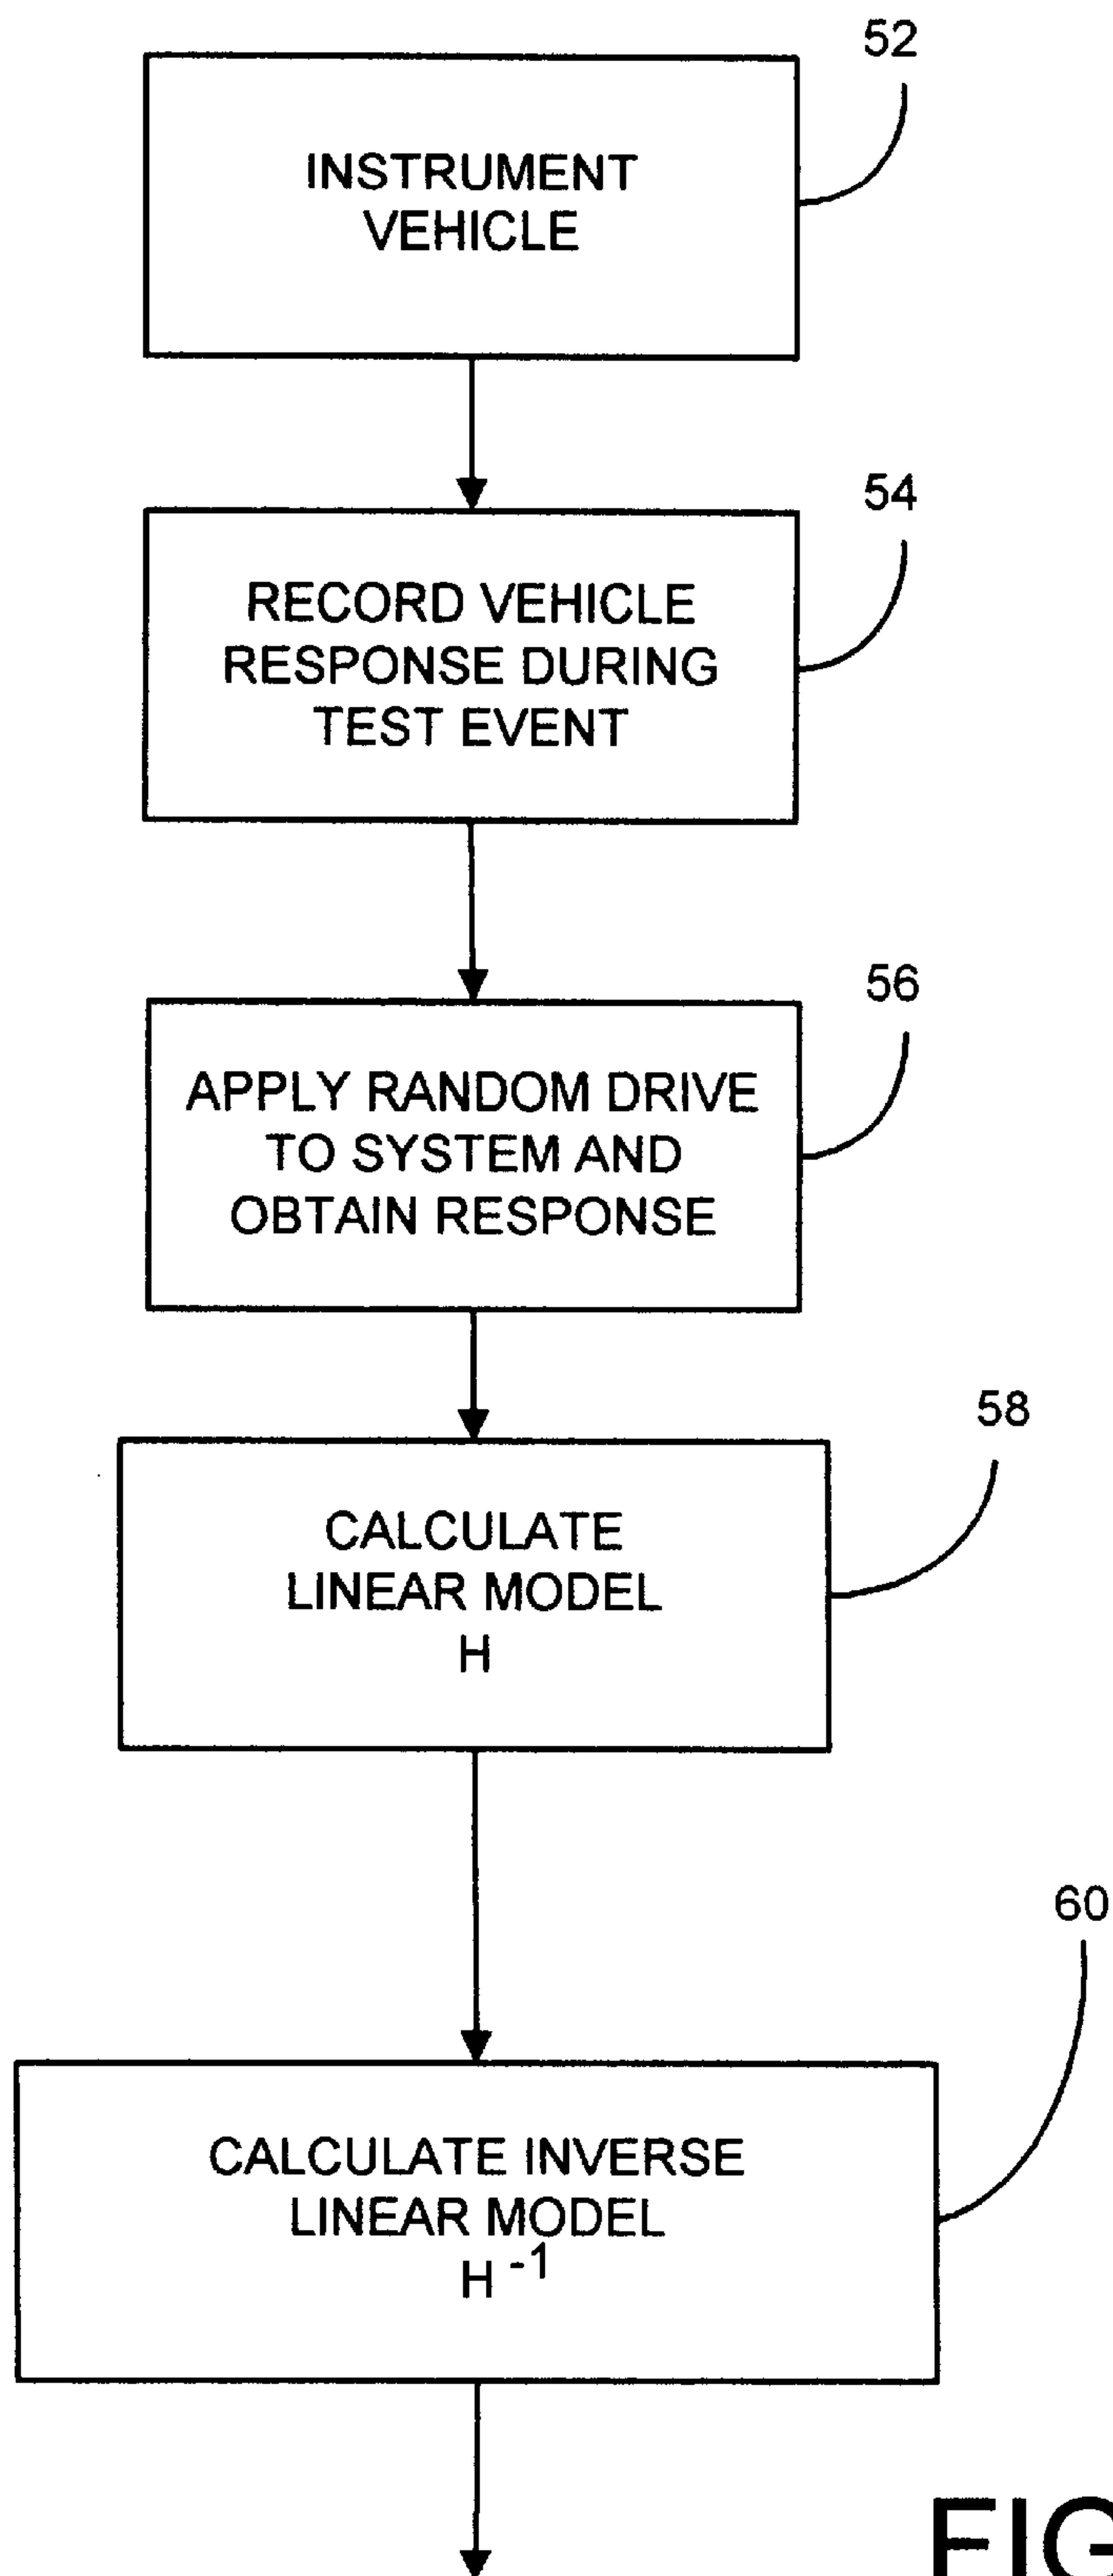 52
INSTRUMENT
VEHICLE
54
RECORD VEHICLE
RESPONSE DURING
TEST EVENT
56
APPLY RANDOM DRIVE
TO SYSTEM AND
OBTAIN RESPONSE
58
CALCULATE
LINEAR MODEL
H
60
CALCULATE INVERSE
LINEAR MODEL
H⁻¹
FIG